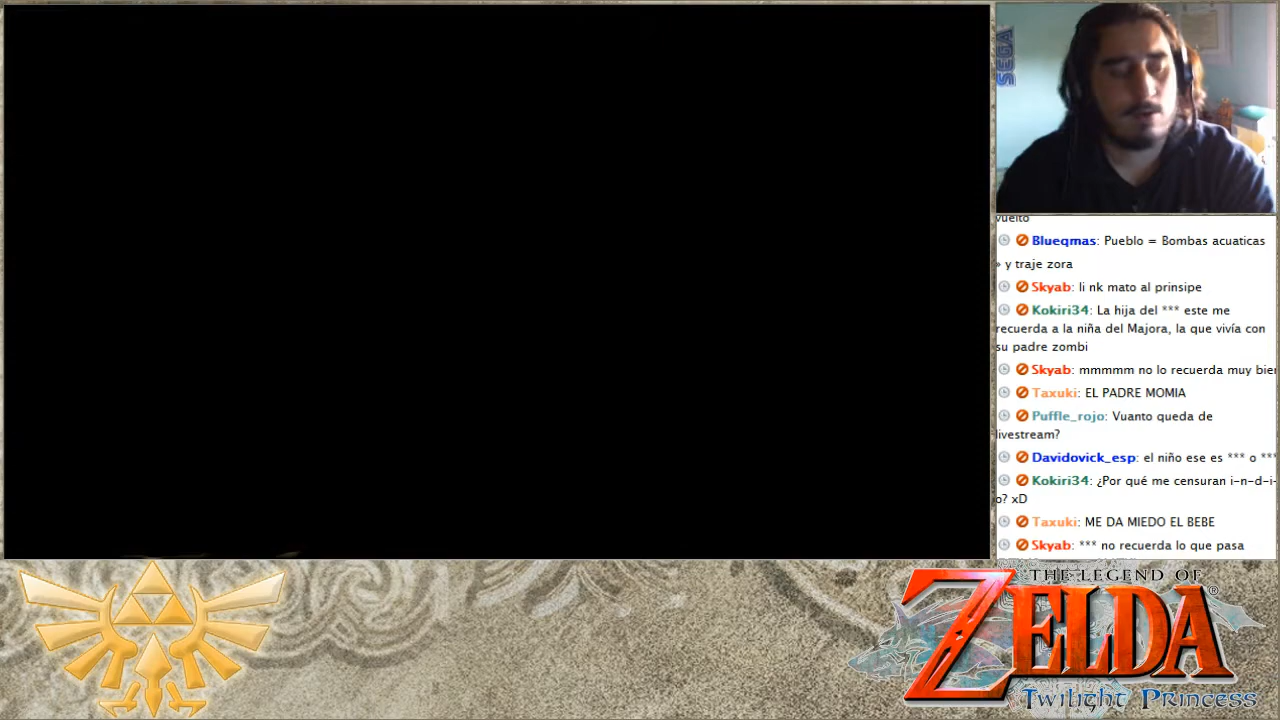 SEGA
vuelto
Blueqmas: Pueblo = Bombas acuaticas
» y traje zora
Skyab: li nk mato al prinsipe
Kokiri34: La hija del *** este me
recuerda a la niña del Majora, la que vivía con
su padre zombi
Skyab: mmmmm no lo recuerda muy bien
Taxuki: EL PADRE MOMIA
Puffle_rojo: Vuanto queda de
livestream?
Davidovick_esp: el niño ese es *** o ***
Kokiri34: ¿Por qué me censuran i-n-d-i-
o? xD
Taxuki: ME DA MIEDO EL BEBE
Skyab: *** no recuerda lo que pasa
THE LEGEND OF
ZELDA®
Twilight Princess